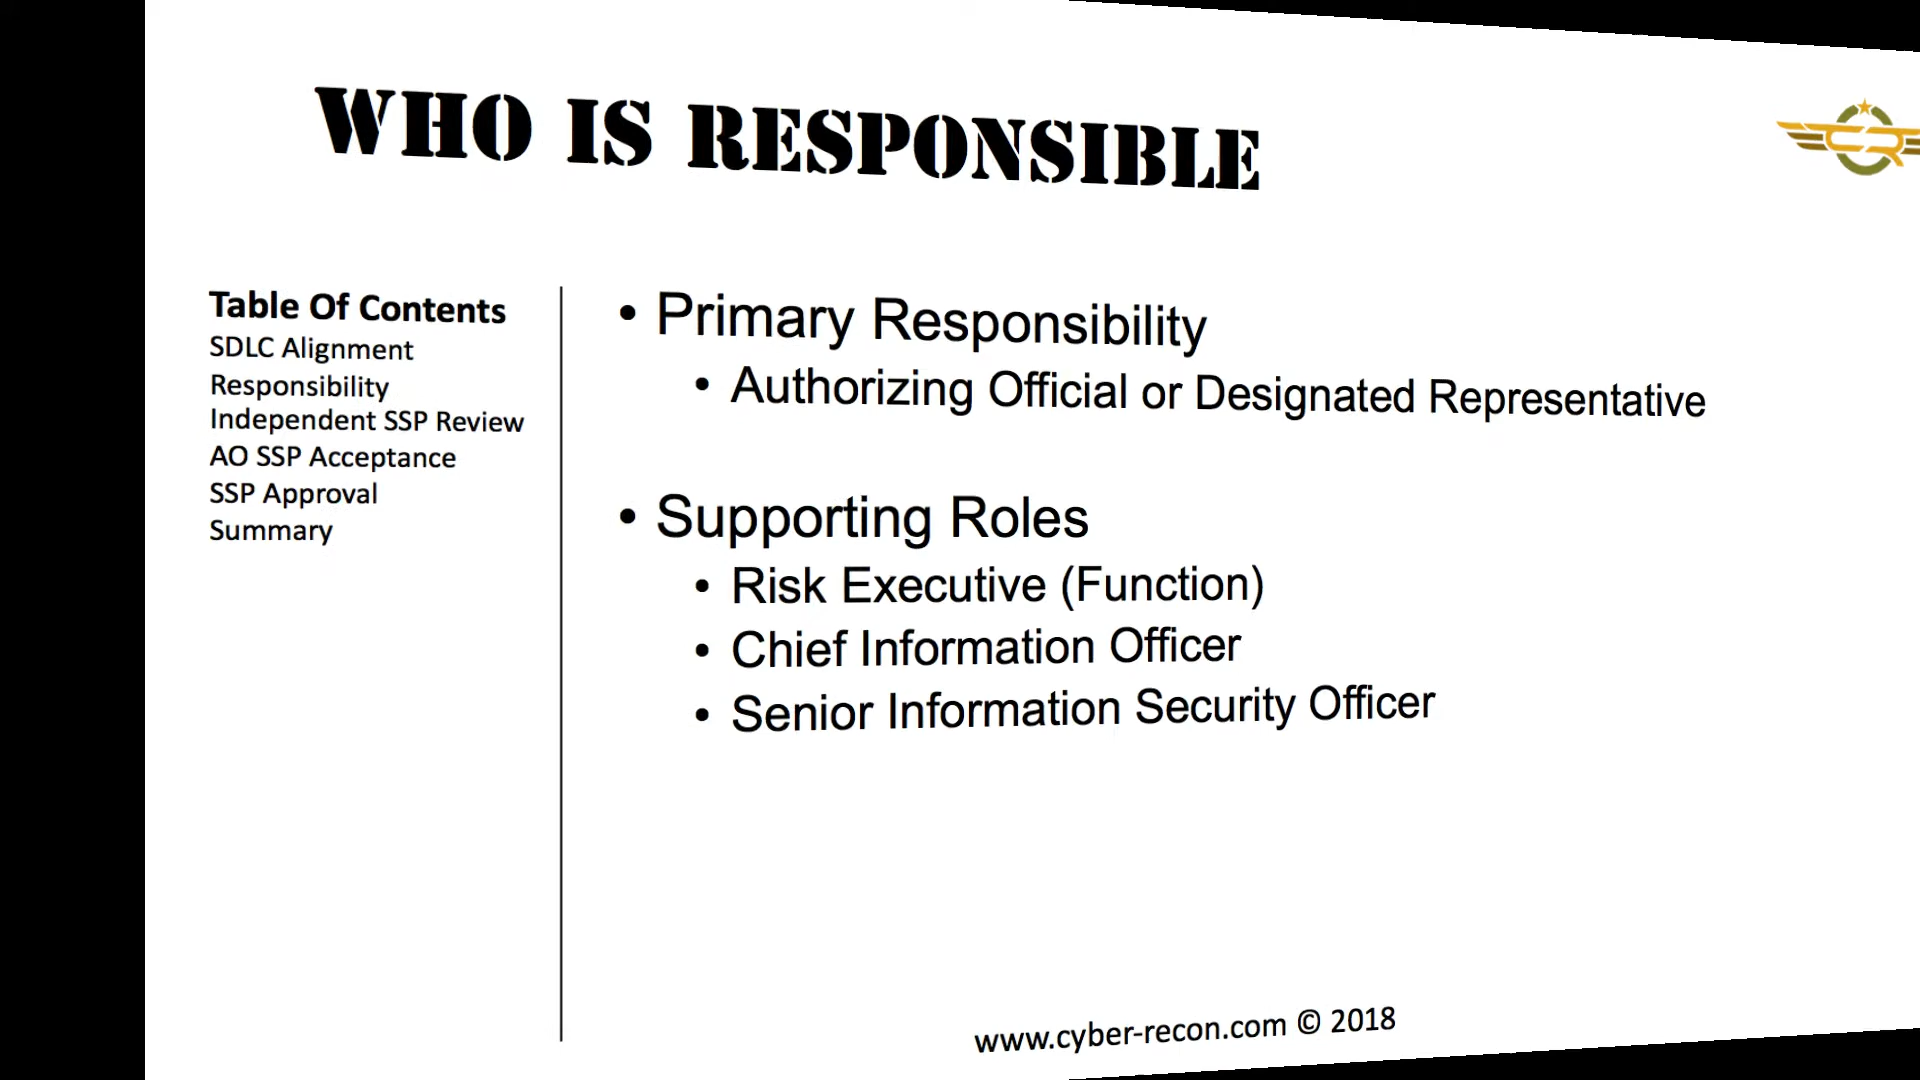 WHO IS RESPONSIBLE
Table Of Contents
SDLC Alignment
Responsibility
Independent SSP Review
AO SSP Acceptance
SSP Approval
Summary
• Primary Responsibility
• Authorizing Official or Designated Representative
• Supporting Roles
• Risk Executive (Function)
• Chief Information Officer
• Senior Information Security Officer
www.cyber-recon.com © 2018
CR